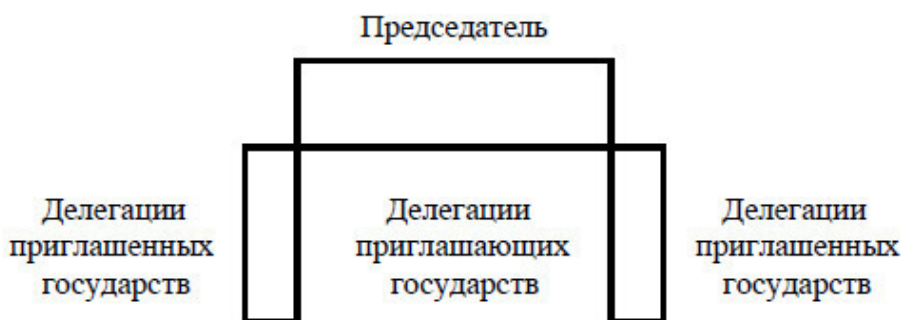 Председатель
Делегации
приглашенных
государств
Делегации
приглашающих
государств
Делегации
приглашенных
государств